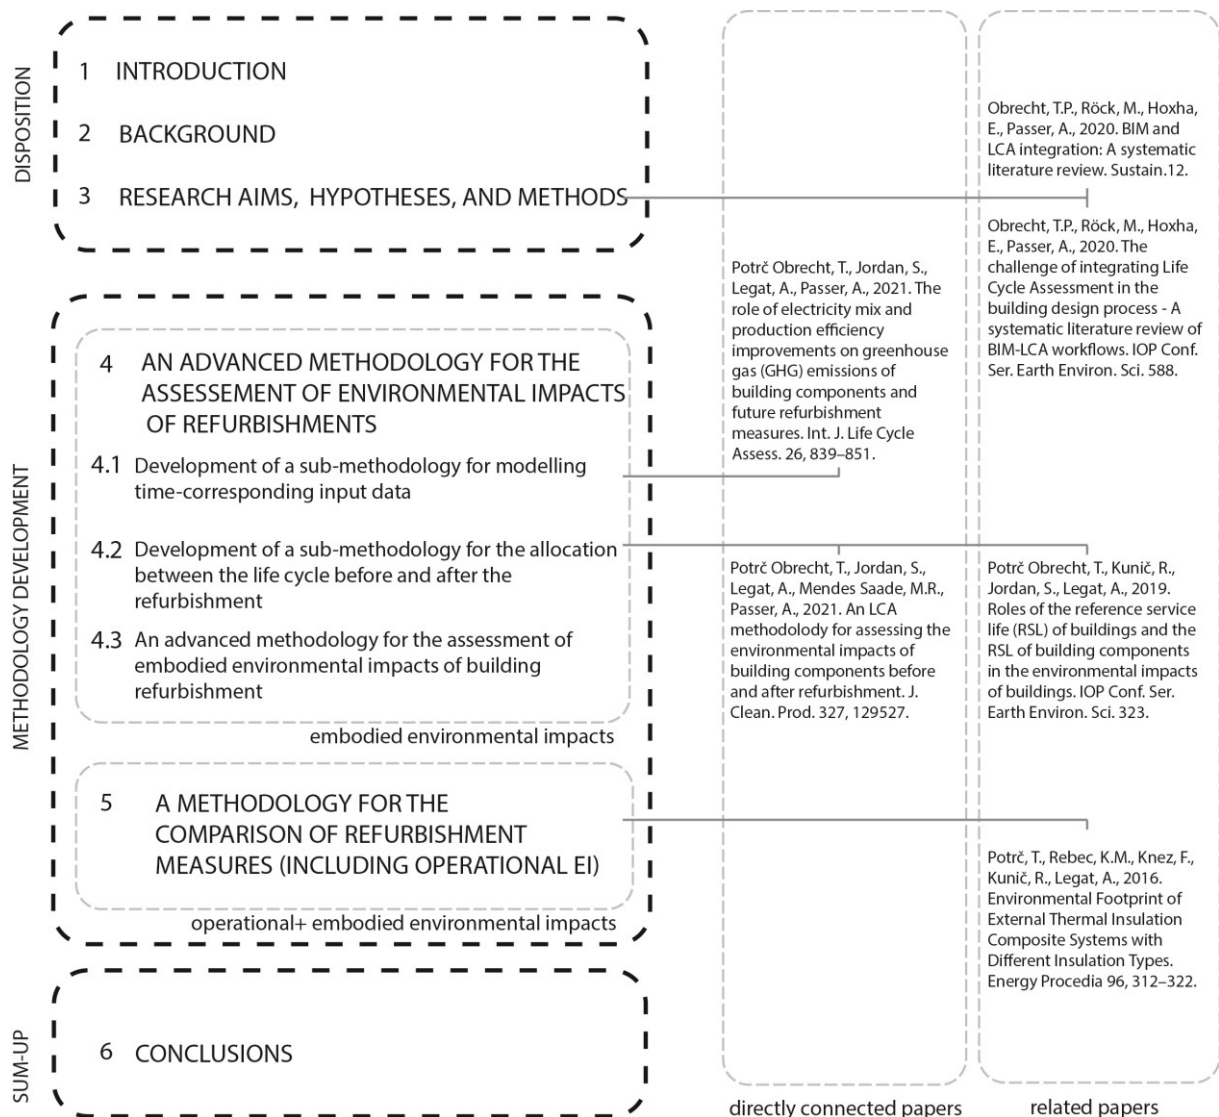 DISPOSITION
1 INTRODUCTION
2 BACKGROUND
3 RESEARCH AIMS, HYPOTHESES, AND METHODS
METHODOLOGY DEVELOPMENT
4 AN ADVANCED METHODOLOGY FOR THE
ASSESSEMENT OF ENVIRONMENTAL IMPACTS
OF REFURBISHMENTS
4.1 Development of a sub-methodology for modelling
time-corresponding input data
4.2 Development of a sub-methodology for the allocation
between the life cycle before and after the
refurbishment
4.3 An advanced methodology for the assessment of
embodied environmental impacts of building
refurbishment
embodied environmental impacts
5 A METHODOLOGY FOR THE
COMPARISON OF REFURBISHMENT
MEASURES (INCLUDING OPERATIONAL EI)
operational+ embodied environmental impacts
SUM-UP
6 CONCLUSIONS
Potrč Obrecht, T., Jordan, S.,
Legat, A., Passer, A., 2021. The
role of electricity mix and
production efficiency
improvements on greenhouse
gas (GHG) emissions of
building components and
future refurbishment
measures. Int. J. Life Cycle
Assess. 26, 839–851.
Potrč Obrecht, T., Jordan, S.,
Legat, A., Mendes Saade, M.R.,
Passer, A., 2021. An LCA
methodolody for assessing the
environmental impacts of
building components before
and after refurbishment. J.
Clean. Prod. 327, 129527.
directly connected papers
Obrecht, T.P., Röck, M., Hoxha,
E., Passer, A., 2020. BIM and
LCA integration: A systematic
literature review. Sustain.12.
Obrecht, T.P., Röck, M., Hoxha,
E., Passer, A., 2020. The
challenge of integrating Life
Cycle Assessment in the
building design process - A
systematic literature review of
BIM-LCA workflows. IOP Conf.
Ser. Earth Environ. Sci. 588.
Potrč Obrecht, T., Kunič, R.,
Jordan, S., Legat, A., 2019.
Roles of the reference service
life (RSL) of buildings and the
RSL of building components
in the environmental impacts
of buildings. IOP Conf. Ser.
Earth Environ. Sci. 323.
Potrč, T., Rebec, K.M., Knez, F.,
Kunič, R., Legat, A., 2016.
Environmental Footprint of
External Thermal Insulation
Composite Systems with
Different Insulation Types.
Energy Procedia 96, 312–322.
related papers